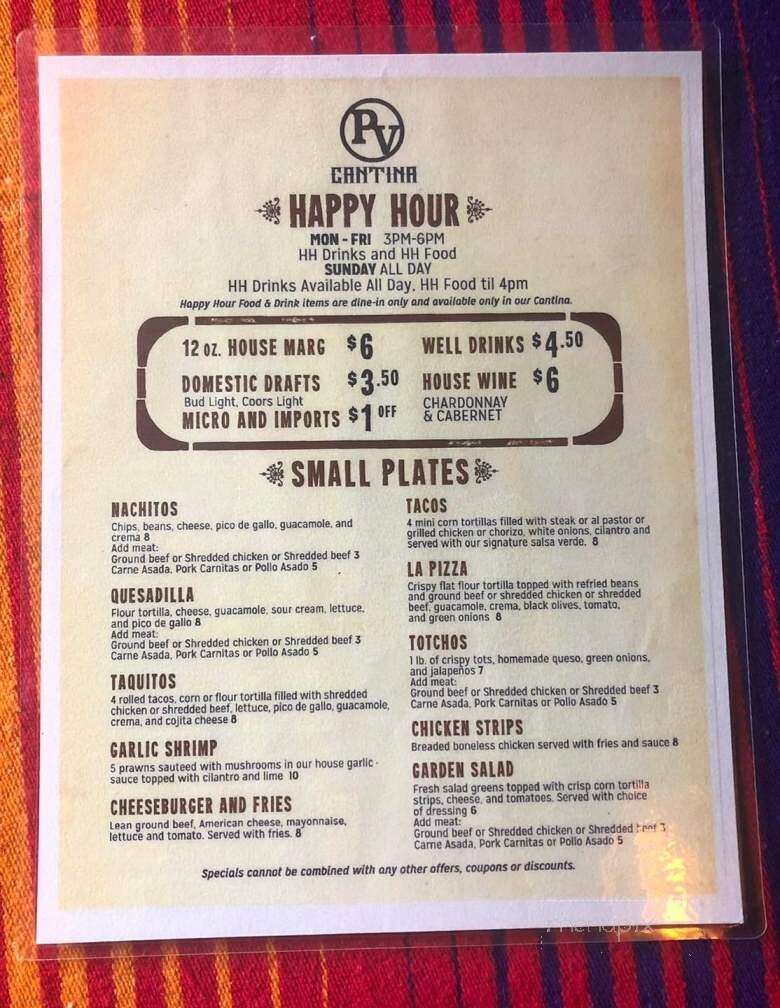 PV
CANTINA
HAPPY HOUR
MON - FRI 3PM-6PM
HH Drinks and HH Food
SUNDAY ALL DAY
HH Drinks Available All Day, HH Food til 4pm
Happy Hour Food & Drink items are dine-in only and available only in our Cantina.
12 OZ. HOUSE MARG $6
DOMESTIC DRAFTS $3.50
Bud Light, Coors Light
MICRO AND IMPORTS $1 OFF
WELL DRINKS $4.50
HOUSE WINE $6
CHARDONNAY
& CABERNET
SMALL PLATES
NACHITOS
Chips, beans, cheese, pico de gallo, guacamole, and
crema 8
Add meat:
Ground beef or Shredded chicken or Shredded beef 3
Carne Asada, Pork Carnitas or Pollo Asado 5
QUESADILLA
Flour tortilla, cheese, guacamole, sour cream, lettuce,
and pico de gallo 8
Add meat:
Ground beef or Shredded chicken or Shredded beef 3
Carne Asada, Pork Carnitas or Pollo Asado 5
TAQUITOS
4 rolled tacos, corn or flour tortilla filled with shredded
chicken or shredded beef, lettuce, pico de gallo, guacamole,
crema, and cojita cheese 8
GARLIC SHRIMP
5 prawns sauteed with mushrooms in our house garlic
sauce topped with cilantro and lime 10
CHEESEBURGER AND FRIES
Lean ground beef, American cheese, mayonnaise,
lettuce and tomato. Served with fries. 8
TACOS
4 mini corn tortillas filled with steak or al pastor or
grilled chicken or chorizo, white onions, cilantro and
served with our signature salsa verde. 8
LA PIZZA
Crispy flat flour tortilla topped with refried beans
and ground beef or shredded chicken or shredded
beef, guacamole, crema, black olives, tomato,
and green onions 8
TOTCHOS
1 lb. of crispy tots, homemade queso, green onions,
and jalapeños 7
Add meat:
Ground beef or Shredded chicken or Shredded beef 3
Carne Asada, Pork Carnitas or Pollo Asado 5
CHICKEN STRIPS
Breaded boneless chicken served with fries and sauce 8
GARDEN SALAD
Fresh salad greens topped with crisp corn tortilla
strips, cheese, and tomatoes. Served with choice
of dressing 6
Add meat:
Ground beef or Shredded chicken or Shredded beef 3
Carne Asada, Pork Carnitas or Pollo Asado 5
Specials cannot be combined with any other offers, coupons or discounts.